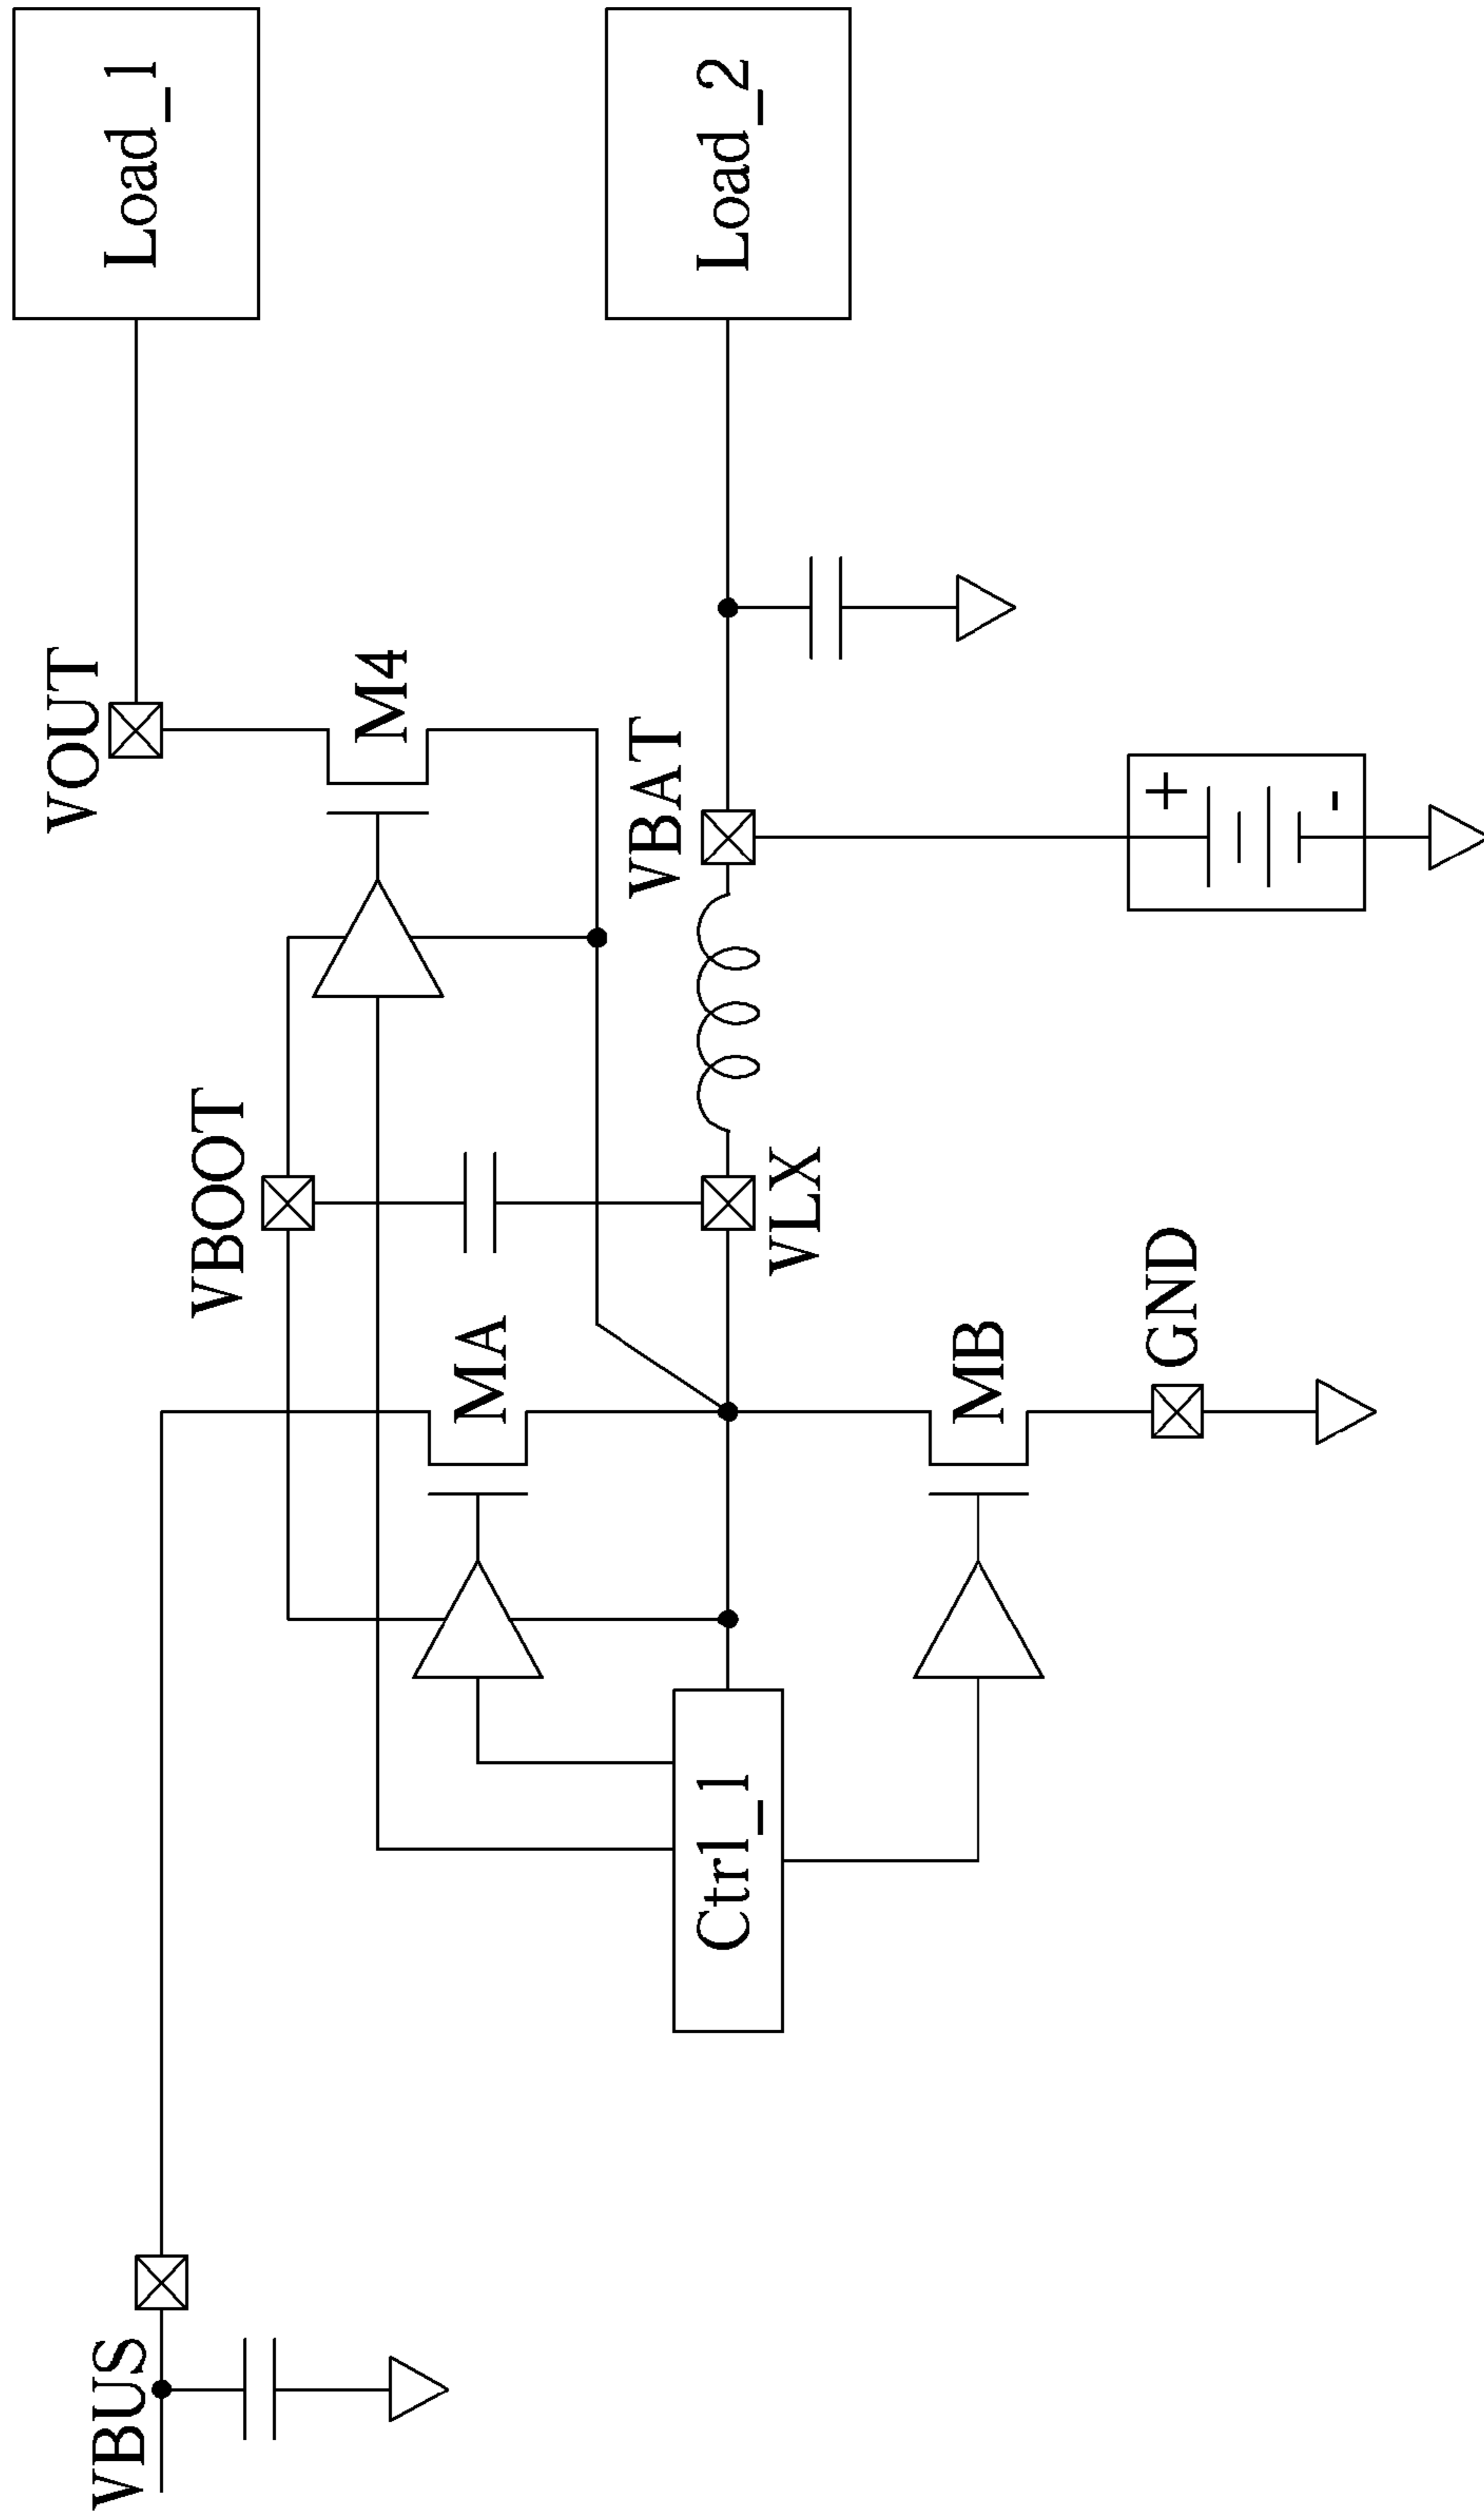 VBUS
VBOOT
VOUT
Load_1
MA
M4
Ctrl_1
VLX
VBAT
Load_2
MB
GND
+
-